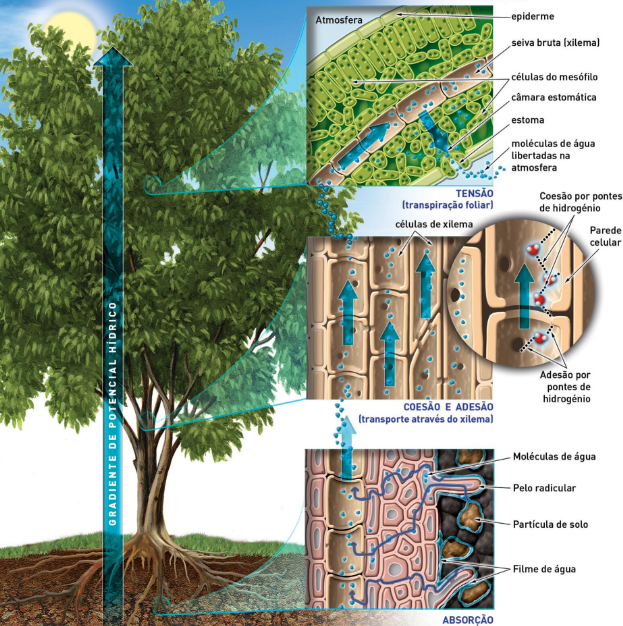 Atmosfera
epiderme
seiva bruta (xilema)
células do mesófilo
câmara estomática
estoma
moléculas de água
libertadas na
atmosfera
TENSÃO
(transpiração foliar)
células de xilema
Coesão por pontes
de hidrogénio
Parede
celular
Adesão por
pontes de
hidrogénio
COESÃO E ADESÃO
(transporte através do xilema)
GRADIENTE DE POTENCIAL HÍDRICO
Moléculas de água
Pelo radicular
Partícula de solo
Filme de água
ABSORÇÃO